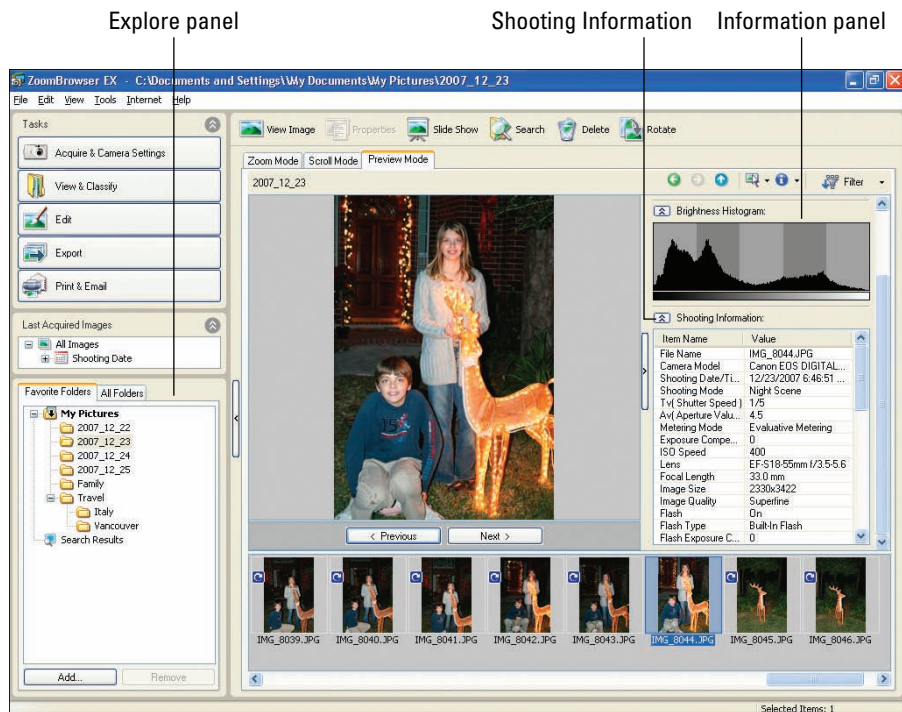 Explore panel
Shooting Information
Information panel
ZoomBrowser EX - C:\Documents and Settings\\My Documents\My Pictures\2007_12_23
File Edit View Tools Internet Help
Tasks
Acquire & Camera Settings
View & Classify
Edit
Export
Print & Email
Last Acquired Images
All Images
Shooting Date
Favorite Folders
All Folders
My Pictures
2007_12_22
2007_12_23
2007_12_24
2007_12_25
Family
Travel
Italy
Vancouver
Search Results
Add...
Remove
View Image
Properties
Slide Show
Search
Delete
Rotate
Zoom Mode
Scroll Mode
Preview Mode
2007_12_23
Filter
15
< Previous
Next >
Brightness Histogram:
Shooting Information:
Item Name Value
File Name IMG_8044.JPG
Camera Model Canon EOS DIGITAL...
Shooting Date/Ti... 12/23/2007 6:46:51 ...
Shooting Mode Night Scene
Tv( Shutter Speed ) 1/5
Av( Aperture Valu... 4.5
Metering Mode Evaluative Metering
Exposure Compe... 0
ISO Speed 400
Lens EF-S18-55mm f/3.5-5.6
Focal Length 33.0 mm
Image Size 2330x3422
Image Quality Superfine
Flash On
Flash Type Built-In Flash
Flash Exposure C... 0
IMG_8039.JPG
IMG_8040.JPG
IMG_8041.JPG
IMG_8042.JPG
IMG_8043.JPG
IMG_8044.JPG
IMG_8045.JPG
IMG_8046.JPG
Selected Items: 1